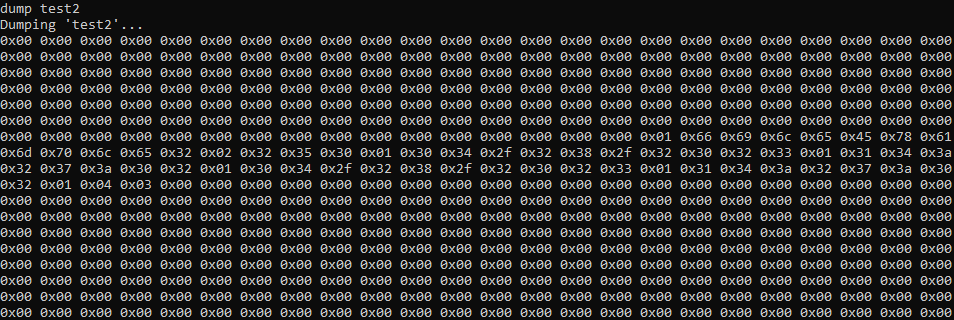 dump test2
Dumping 'test2'...
0x00 0x00 0x00 0x00 0x00 0x00 0x00 0x00 0x00 0x00 0x00 0x00 0x00 0x00 0x00 0x00 0x00 0x00 0x00 0x00 0x00 0x00 0x00 0x00
0x00 0x00 0x00 0x00 0x00 0x00 0x00 0x00 0x00 0x00 0x00 0x00 0x00 0x00 0x00 0x00 0x00 0x00 0x00 0x00 0x00 0x00 0x00 0x00
0x00 0x00 0x00 0x00 0x00 0x00 0x00 0x00 0x00 0x00 0x00 0x00 0x00 0x00 0x00 0x00 0x00 0x00 0x00 0x00 0x00 0x00 0x00 0x00
0x00 0x00 0x00 0x00 0x00 0x00 0x00 0x00 0x00 0x00 0x00 0x00 0x00 0x00 0x00 0x00 0x00 0x00 0x00 0x00 0x00 0x00 0x00 0x00
0x00 0x00 0x00 0x00 0x00 0x00 0x00 0x00 0x00 0x00 0x00 0x00 0x00 0x00 0x00 0x00 0x00 0x00 0x00 0x00 0x00 0x00 0x00 0x00
0x00 0x00 0x00 0x00 0x00 0x00 0x00 0x00 0x00 0x00 0x00 0x00 0x00 0x00 0x00 0x00 0x00 0x00 0x00 0x00 0x00 0x00 0x00 0x00
0x00 0x00 0x00 0x00 0x00 0x00 0x00 0x00 0x00 0x00 0x00 0x00 0x00 0x00 0x00 0x00 0x01 0x66 0x69 0x6c 0x65 0x45 0x78 0x61
0x6d 0x70 0x6c 0x65 0x32 0x02 0x32 0x35 0x30 0x01 0x30 0x34 0x2f 0x32 0x38 0x2f 0x32 0x30 0x32 0x33 0x01 0x31 0x34 0x3a
0x32 0x37 0x3a 0x30 0x32 0x01 0x30 0x34 0x2f 0x32 0x38 0x2f 0x32 0x30 0x32 0x33 0x01 0x31 0x34 0x3a 0x32 0x37 0x3a 0x30
0x32 0x01 0x04 0x03 0x00 0x00 0x00 0x00 0x00 0x00 0x00 0x00 0x00 0x00 0x00 0x00 0x00 0x00 0x00 0x00 0x00 0x00 0x00 0x00
0x00 0x00 0x00 0x00 0x00 0x00 0x00 0x00 0x00 0x00 0x00 0x00 0x00 0x00 0x00 0x00 0x00 0x00 0x00 0x00 0x00 0x00 0x00 0x00
0x00 0x00 0x00 0x00 0x00 0x00 0x00 0x00 0x00 0x00 0x00 0x00 0x00 0x00 0x00 0x00 0x00 0x00 0x00 0x00 0x00 0x00 0x00 0x00
0x00 0x00 0x00 0x00 0x00 0x00 0x00 0x00 0x00 0x00 0x00 0x00 0x00 0x00 0x00 0x00 0x00 0x00 0x00 0x00 0x00 0x00 0x00 0x00
0x00 0x00 0x00 0x00 0x00 0x00 0x00 0x00 0x00 0x00 0x00 0x00 0x00 0x00 0x00 0x00 0x00 0x00 0x00 0x00 0x00 0x00 0x00 0x00
0x00 0x00 0x00 0x00 0x00 0x00 0x00 0x00 0x00 0x00 0x00 0x00 0x00 0x00 0x00 0x00 0x00 0x00 0x00 0x00 0x00 0x00 0x00 0x00
0x00 0x00 0x00 0x00 0x00 0x00 0x00 0x00 0x00 0x00 0x00 0x00 0x00 0x00 0x00 0x00 0x00 0x00 0x00 0x00 0x00 0x00 0x00 0x00
0x00 0x00 0x00 0x00 0x00 0x00 0x00 0x00 0x00 0x00 0x00 0x00 0x00 0x00 0x00 0x00 0x00 0x00 0x00 0x00 0x00 0x00 0x00 0x00
0x00 0x00 0x00 0x00 0x00 0x00 0x00 0x00 0x00 0x00 0x00 0x00 0x00 0x00 0x00 0x00 0x00 0x00 0x00 0x00 0x00 0x00 0x00 0x00